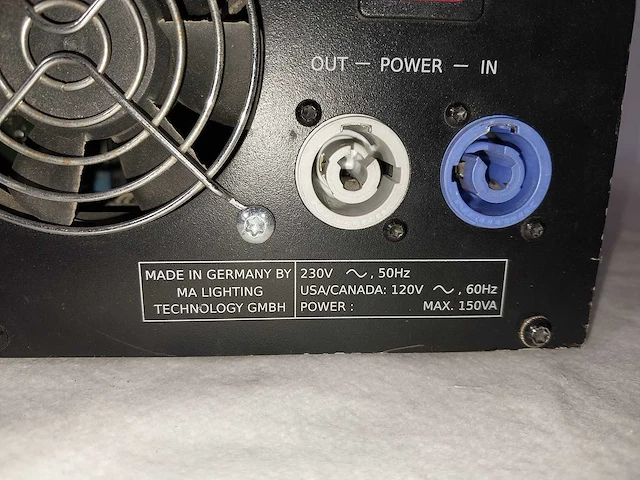 OUT — POWER — IN
MADE IN GERMANY BY
MA LIGHTING
TECHNOLOGY GMBH
230V ~, 50Hz
USA/CANADA: 120V ~, 60Hz
POWER : MAX. 150VA